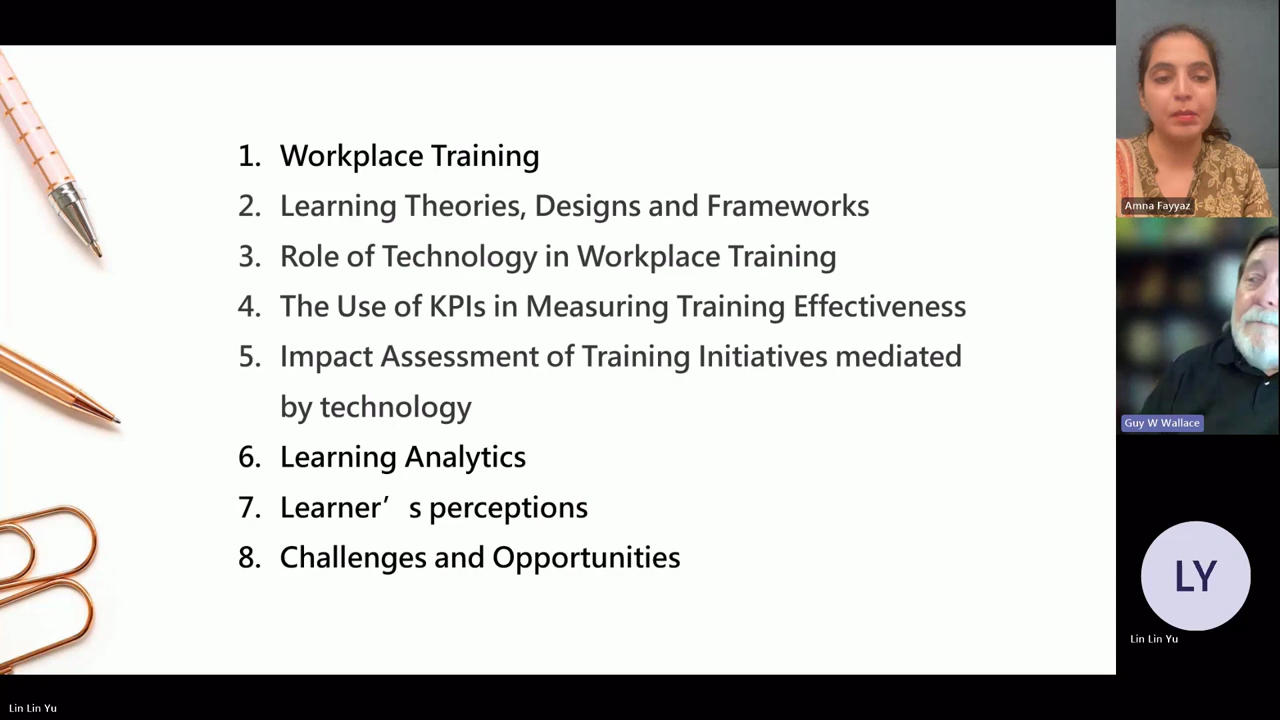 1. Workplace Training
2. Learning Theories, Designs and Frameworks
3. Role of Technology in Workplace Training
4. The Use of KPIs in Measuring Training Effectiveness
5. Impact Assessment of Training Initiatives mediated
by technology
6. Learning Analytics
7. Learner’s perceptions
8. Challenges and Opportunities
Amna Fayyaz
Guy W Wallace
LY
Lin Lin Yu
Lin Lin Yu